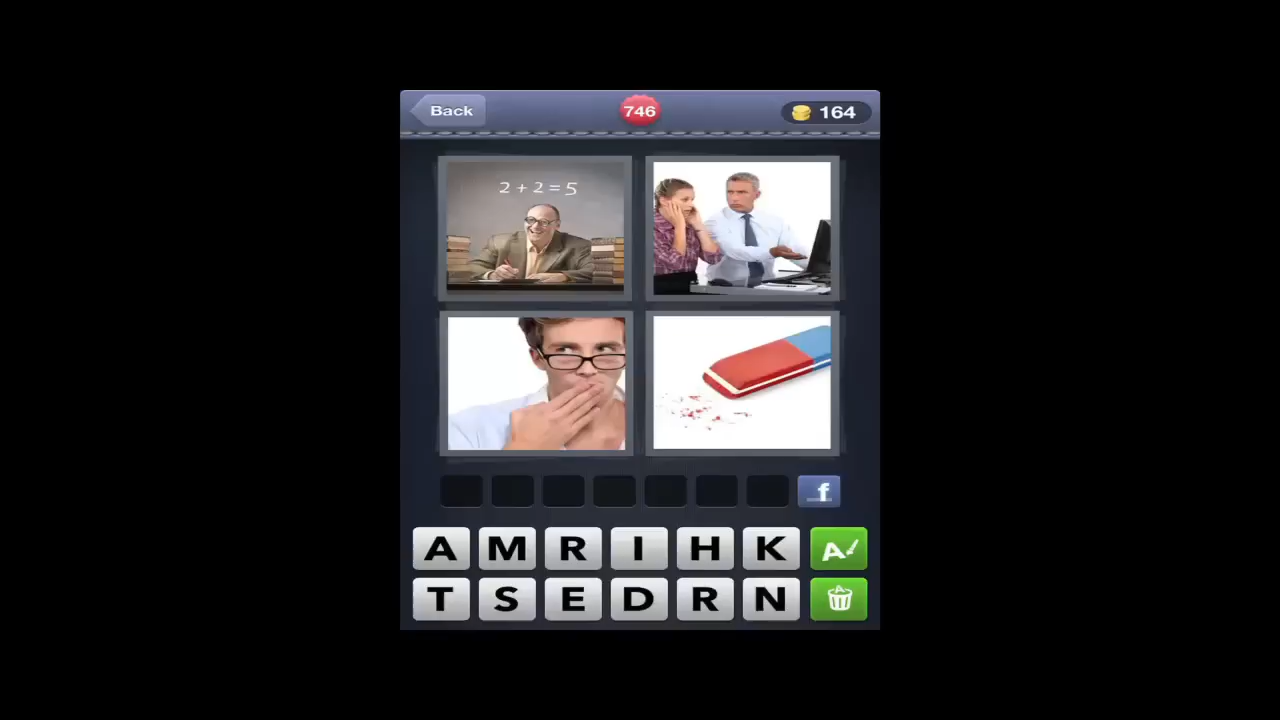 Back 746 164
2 + 2 = 5
f
A M R I H K A
T S E D R N A